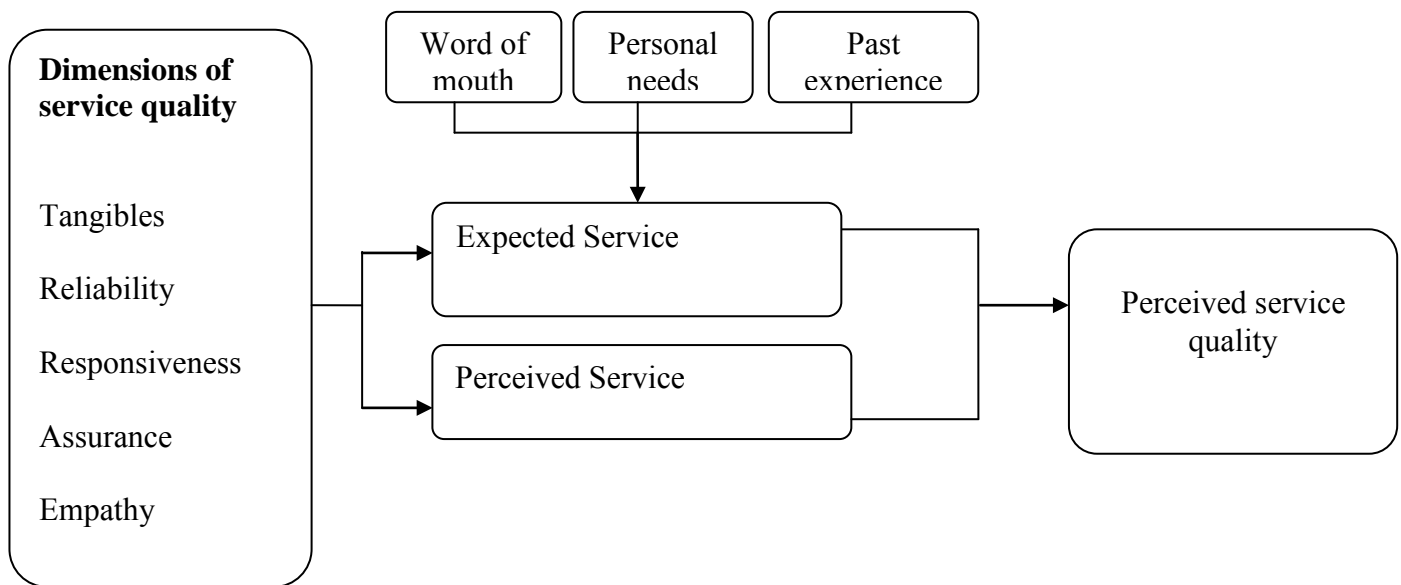 Dimensions of
service quality
Tangibles
Reliability
Responsiveness
Assurance
Empathy
Word of
mouth
Personal
needs
Past
experience
Expected Service
Perceived Service
Perceived service
quality